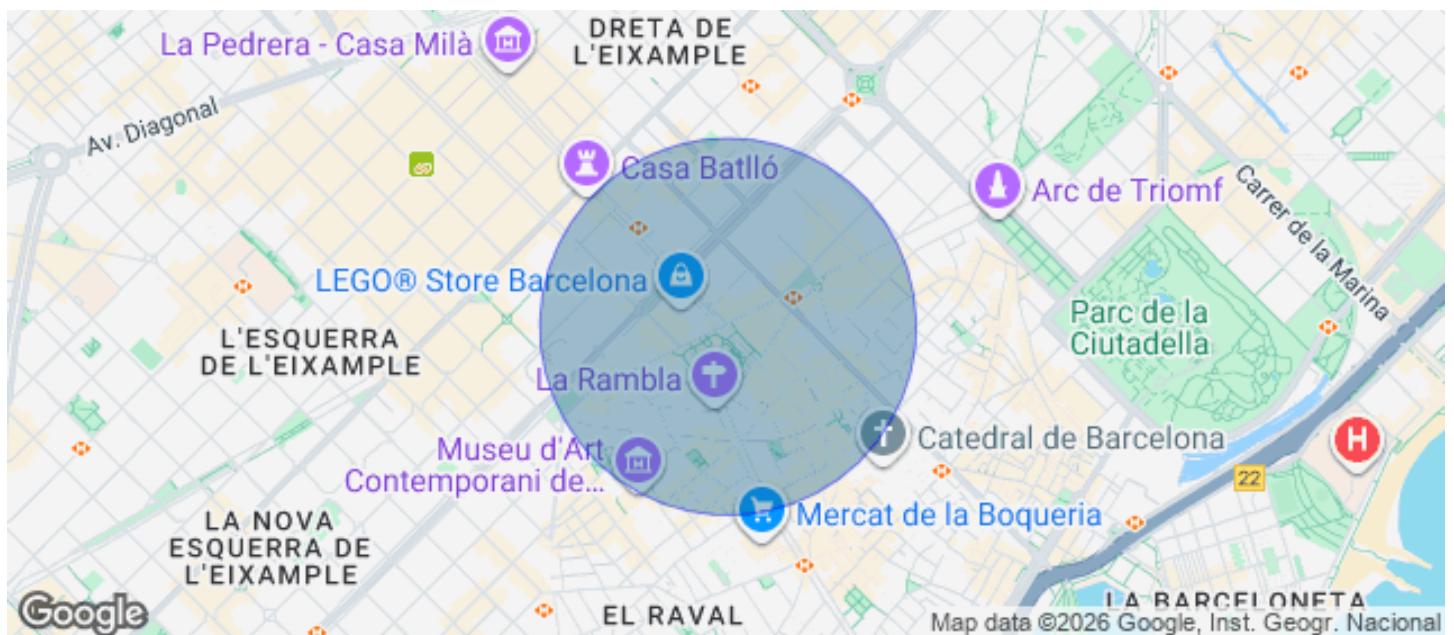 DRETA DE
L'EIXAMPLE
La Pedrera - Casa Milà
Av. Diagonal
Casa Batlló
Arc de Triomf
Carrer de la Marina
LEGO® Store Barcelona
L'ESQUERRA
DE L'EIXAMPLE
Parc de la
Ciutadella
La Rambla
Museu d'Art
Contemporani de...
Catedral de Barcelona
H
22
LA NOVA
ESQUERRA DE
L'EIXAMPLE
Mercat de la Boqueria
EL RAVAL
LA BARCELONETA
Google
Map data ©2026 Google, Inst. Geogr. Nacional